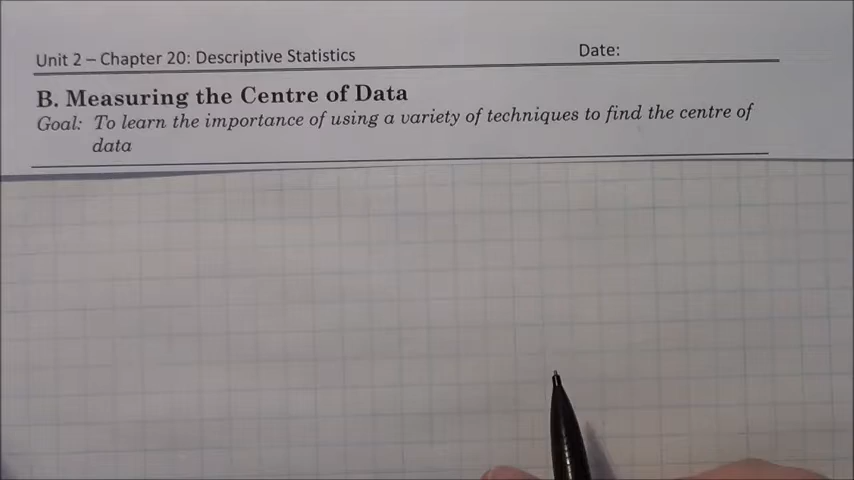 Unit 2 – Chapter 20: Descriptive Statistics Date:
B. Measuring the Centre of Data
Goal: To learn the importance of using a variety of techniques to find the centre of
data